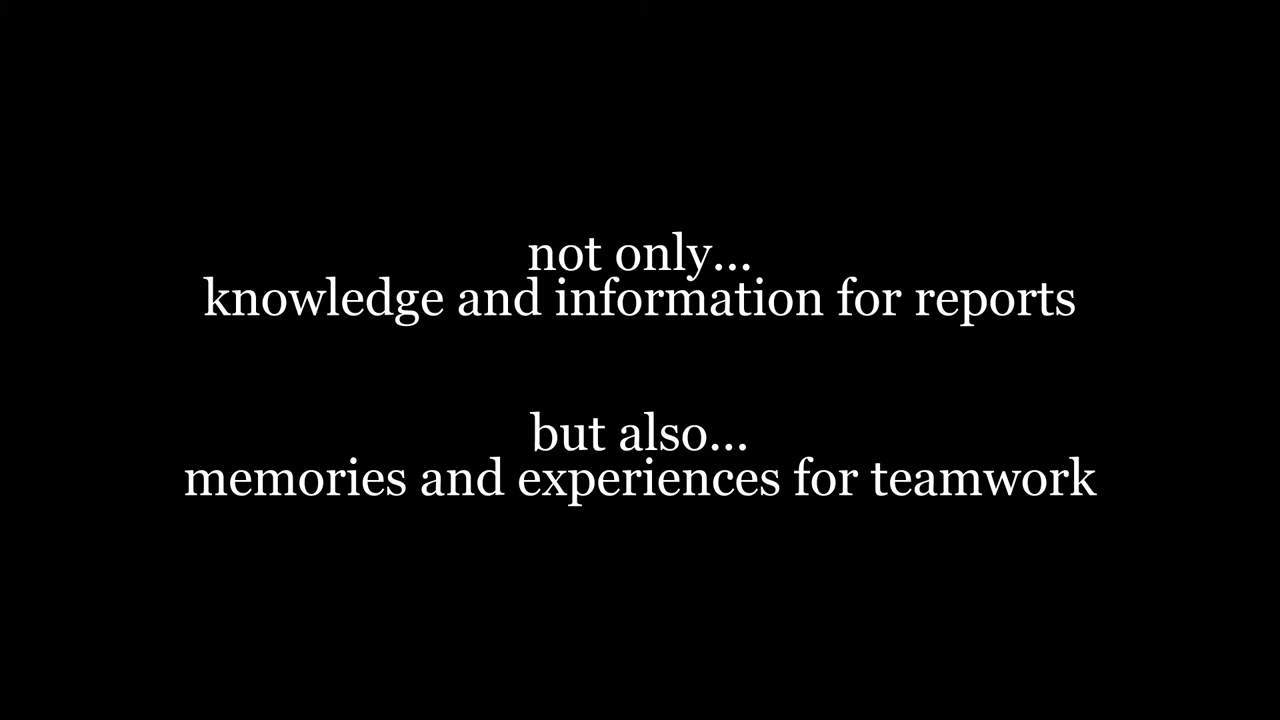 not only...
knowledge and information for reports
but also...
memories and experiences for teamwork